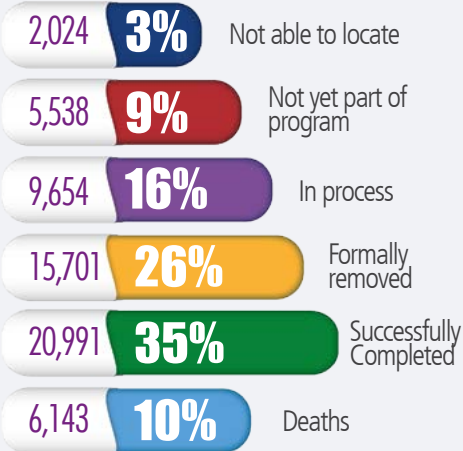 2,024 3% Not able to locate
5,538 9% Not yet part of
program
9,654 16% In process
15,701 26% Formally
removed
20,991 35% Successfully
Completed
6,143 10% Deaths